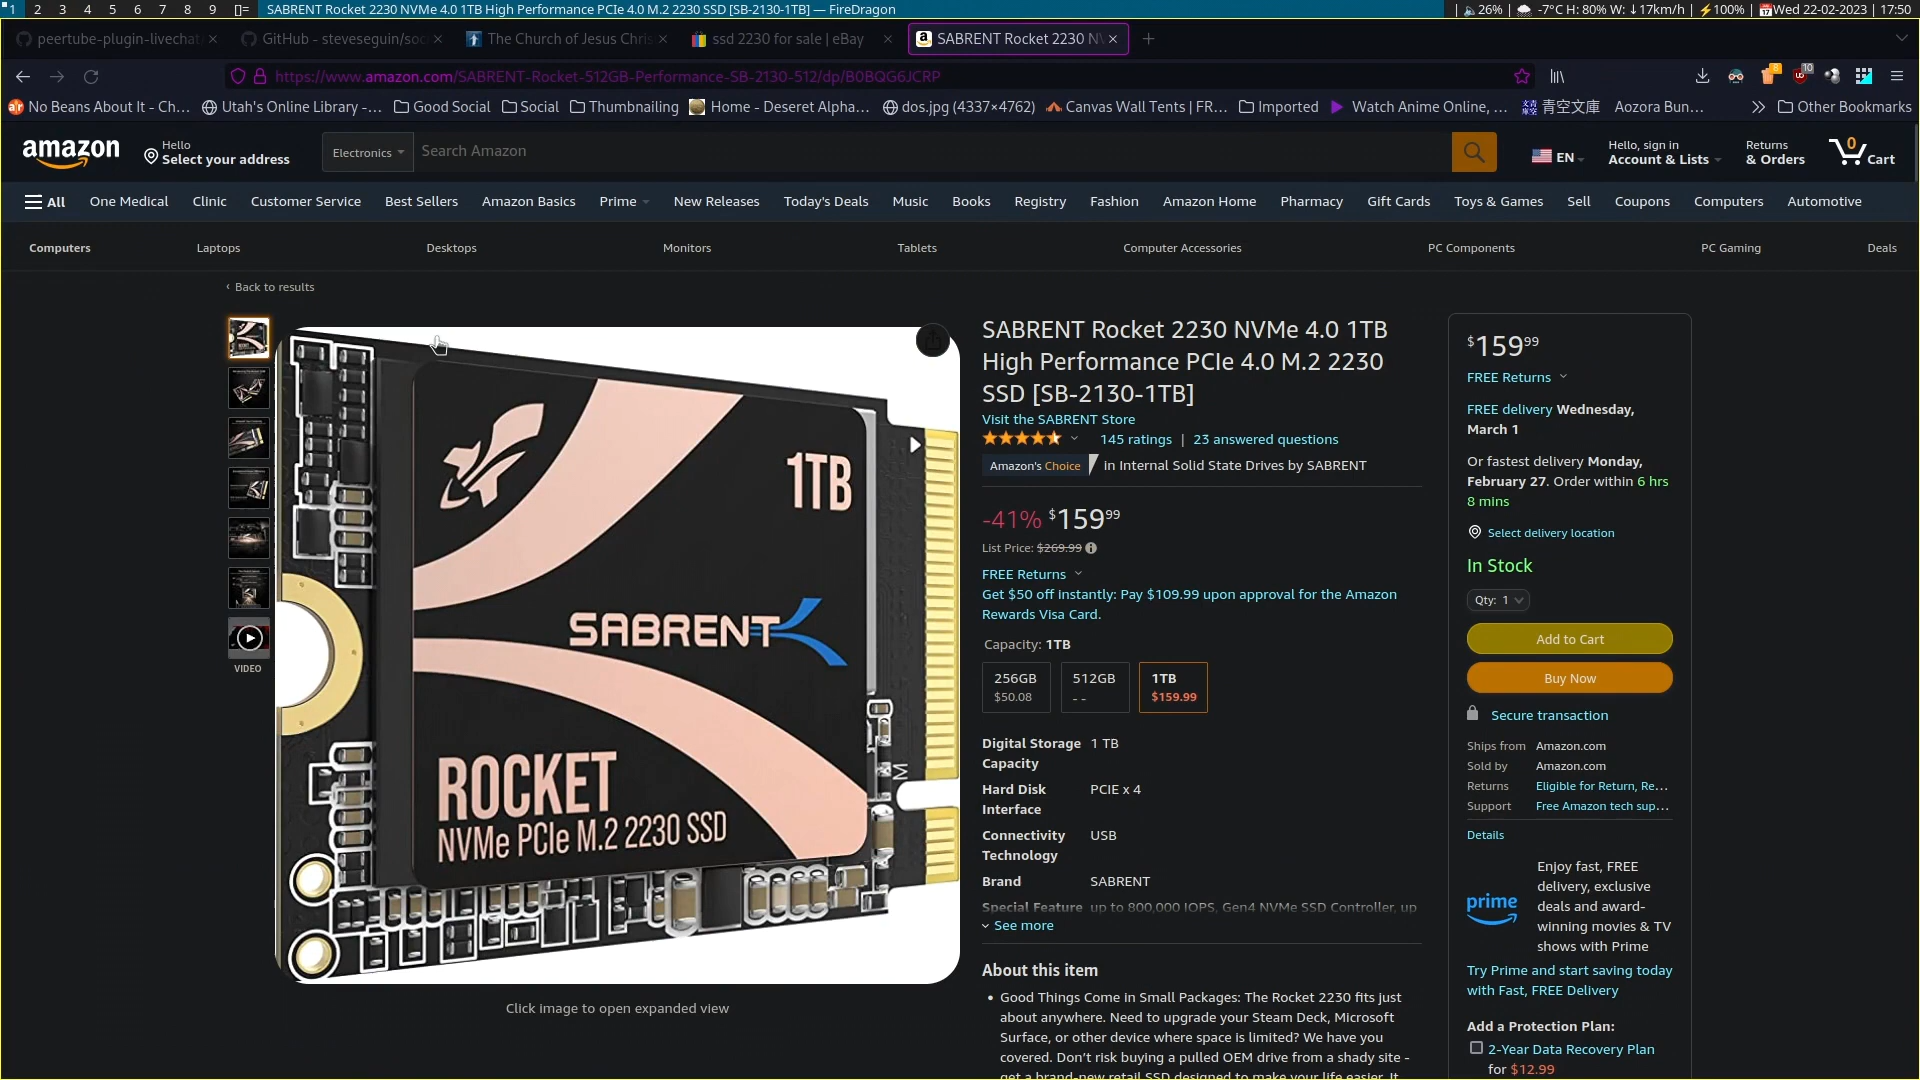 1 2 3 4 5 6 7 8 9 []= SABRENT Rocket 2230 NVMe 4.0 1TB High Performance PCIe 4.0 M.2 2230 SSD [SB-2130-1TB] — FireDragon | 26% | -7°C H: 80% W: ↓17km/h | ⚡100% | Wed 22-02-2023 | 17:50
peertube-plugin-livechat GitHub - steveseguin/soc The Church of Jesus Chris ssd 2230 for sale | eBay SABRENT Rocket 2230 NV
https://www.amazon.com/SABRENT-Rocket-512GB-Performance-SB-2130-512/dp/B0BQG6JCRP 8 10
No Beans About It - Ch… Utah's Online Library -… Good Social Social Thumbnailing Home - Deseret Alpha… dos.jpg (4337×4762) Canvas Wall Tents | FR… Imported Watch Anime Online, … 青空文庫 Aozora Bun… Other Bookmarks
amazon Hello
Select your address
Electronics Search Amazon EN
Hello, sign in
Account & Lists
Returns
& Orders
0 Cart
All One Medical Clinic Customer Service Best Sellers Amazon Basics Prime New Releases Today's Deals Music Books Registry Fashion Amazon Home Pharmacy Gift Cards Toys & Games Sell Coupons Computers Automotive
Computers Laptops Desktops Monitors Tablets Computer Accessories PC Components PC Gaming Deals
‹ Back to results
VIDEO
1TB
SABRENT
M
ROCKET
NVMe PCIe M.2 2230 SSD
Click image to open expanded view
SABRENT Rocket 2230 NVMe 4.0 1TB
High Performance PCIe 4.0 M.2 2230
SSD [SB-2130-1TB]
Visit the SABRENT Store
145 ratings | 23 answered questions
Amazon's Choice in Internal Solid State Drives by SABRENT
-41% $159 99
List Price: $269.99
FREE Returns
Get $50 off instantly: Pay $109.99 upon approval for the Amazon
Rewards Visa Card.
Capacity: 1TB
256GB 512GB 1TB
$50.08 - - $159.99
Digital Storage 1 TB
Capacity
Hard Disk PCIE x 4
Interface
Connectivity USB
Technology
Brand SABRENT
Special Feature up to 800,000 IOPS, Gen4 NVMe SSD Controller, up
See more
About this item
• Good Things Come in Small Packages: The Rocket 2230 fits just
about anywhere. Need to upgrade your Steam Deck, Microsoft
Surface, or other device where space is limited? We have you
covered. Don't risk buying a pulled OEM drive from a shady site -
get a brand-new retail SSD designed to make your life easier. It
$159 99
FREE Returns
FREE delivery Wednesday,
March 1
Or fastest delivery Monday,
February 27. Order within 6 hrs
8 mins
Select delivery location
In Stock
Qty: 1
Add to Cart
Buy Now
Secure transaction
Ships from Amazon.com
Sold by Amazon.com
Returns Eligible for Return, Re…
Support Free Amazon tech sup…
Details
prime
Enjoy fast, FREE
delivery, exclusive
deals and award-
winning movies & TV
shows with Prime
Try Prime and start saving today
with Fast, FREE Delivery
Add a Protection Plan:
2-Year Data Recovery Plan
for $12.99